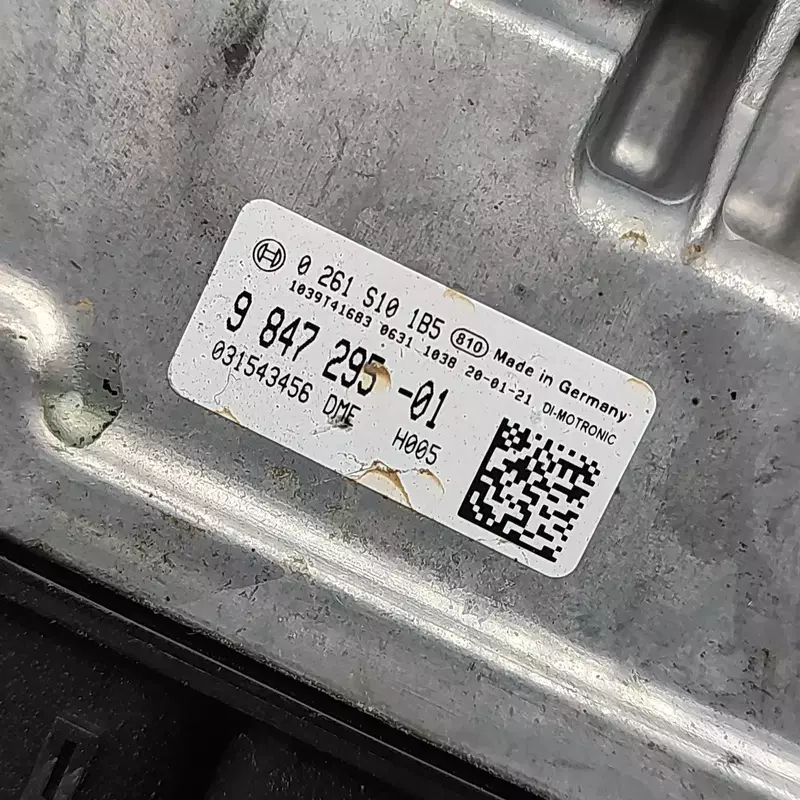 0 261 S10 1B5 810 Made in Germany
1039T41683 0631 1038 20-01-21 DI-MOTRONIC
9 847 295 -01
031543456 DME H005